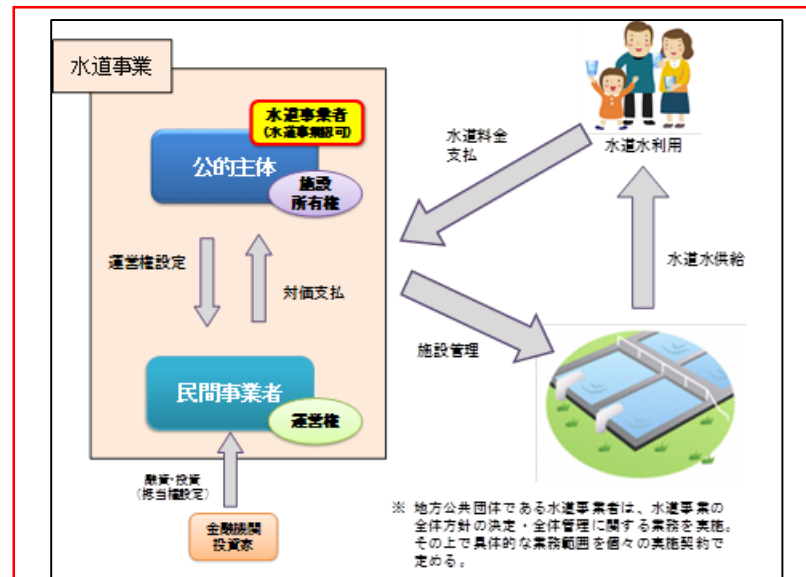 水道事業
水道事業者
(水道事業認可)
公的主体
施設
所有権
運営権設定
対価支払
民間事業者
運営権
融資・投資
(抵当権設定)
金融機関
投資家
水道料金
支払
水道水利用
水道水供給
施設管理
※ 地方公共団体である水道事業者は、水道事業の
全体方針の決定・全体管理に関する業務を実施。
その上で具体的な業務範囲を個々の実施契約で
定める。